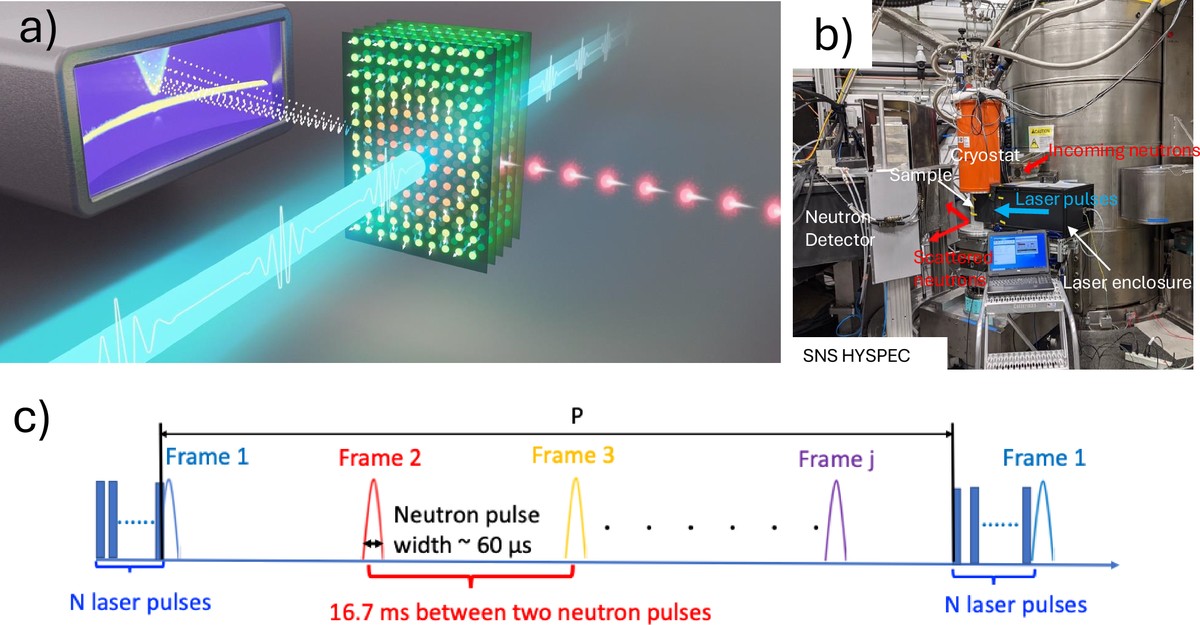 a)
b)
Cryostat
Incoming neutrons
Sample
Laser pulses
Neutron
Detector
Scattered
neutrons
Laser enclosure
CAUTION
SNS HYSPEC
c)
P
Frame 1
Frame 2
Frame 3
Frame j
Frame 1
Neutron pulse
width ~ 60 µs
N laser pulses
16.7 ms between two neutron pulses
N laser pulses